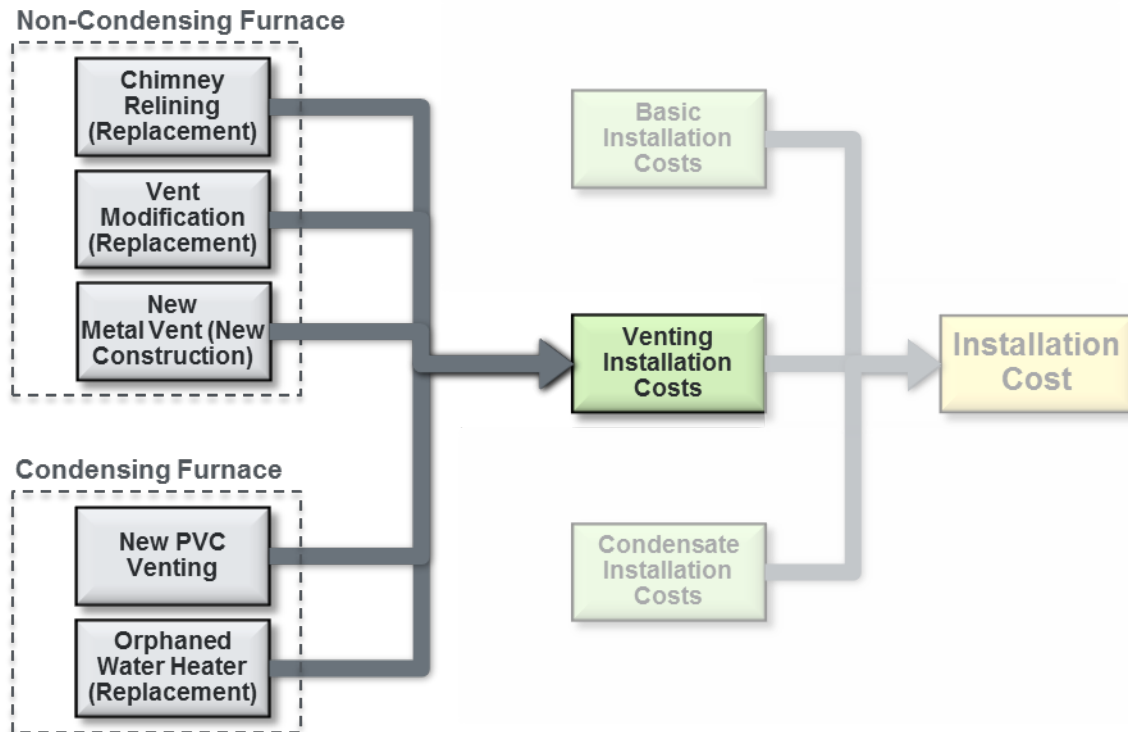 Non-Condensing Furnace
Chimney
Relining
(Replacement)
Vent
Modification
(Replacement)
New
Metal Vent (New
Construction)
Condensing Furnace
New PVC
Venting
Orphaned
Water Heater
(Replacement)
Basic
Installation
Costs
Venting
Installation
Costs
Condensate
Installation
Costs
Installation
Cost